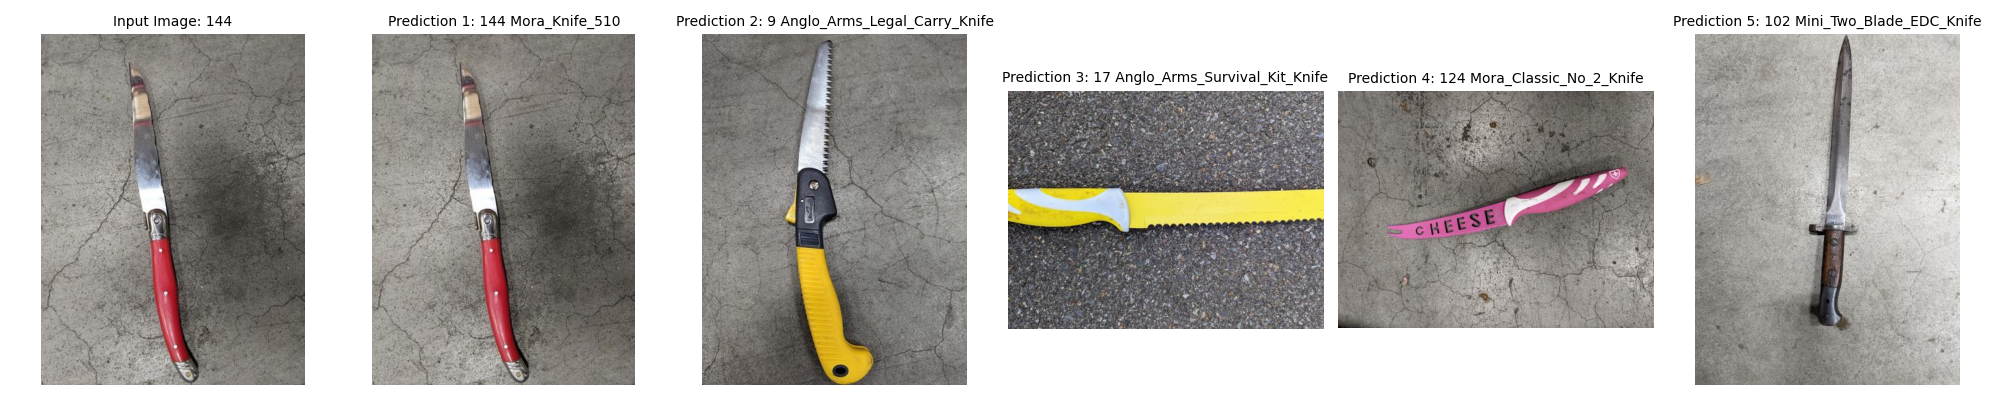 Input Image: 144
Prediction 1: 144 Mora_Knife_510
Prediction 2: 9 Anglo_Arms_Legal_Carry_Knife
Prediction 3: 17 Anglo_Arms_Survival_Kit_Knife
Prediction 4: 124 Mora_Classic_No_2_Knife
Prediction 5: 102 Mini_Two_Blade_EDC_Knife
CHEESE